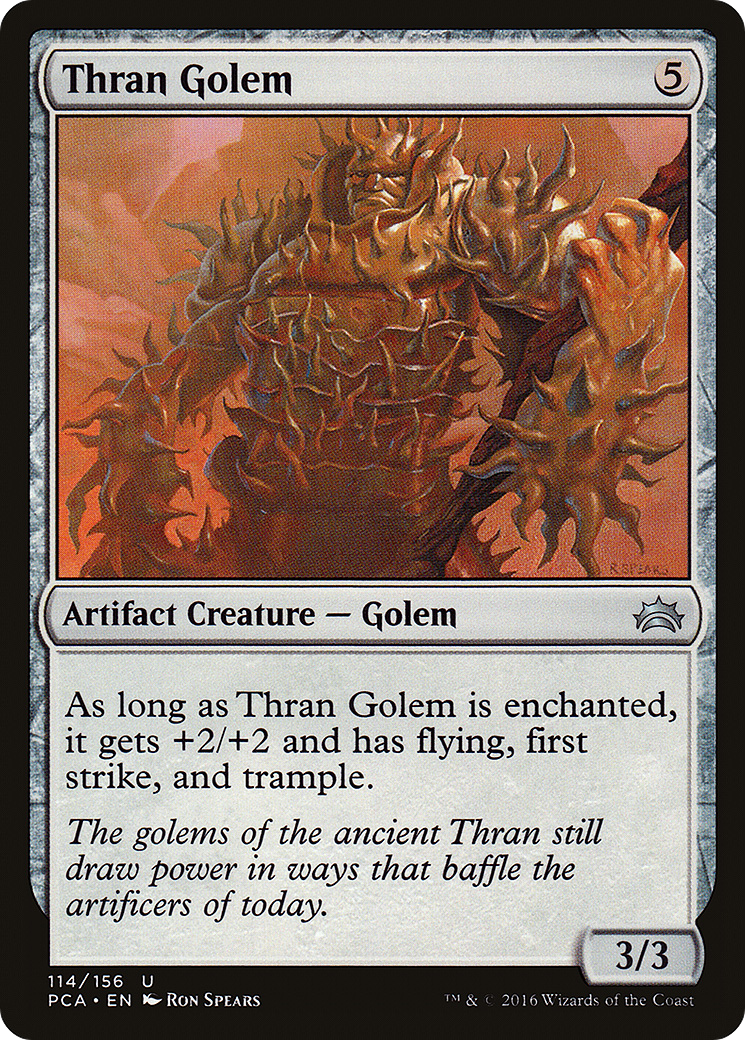 Thran Golem
5
R. SPEARS
Artifact Creature — Golem
As long as Thran Golem is enchanted,
it gets +2/+2 and has flying, first
strike, and trample.
The golems of the ancient Thran still
draw power in ways that baffle the
artificers of today.
3/3
114/156 U
PCA • EN Ron Spears
™ & © 2016 Wizards of the Coast